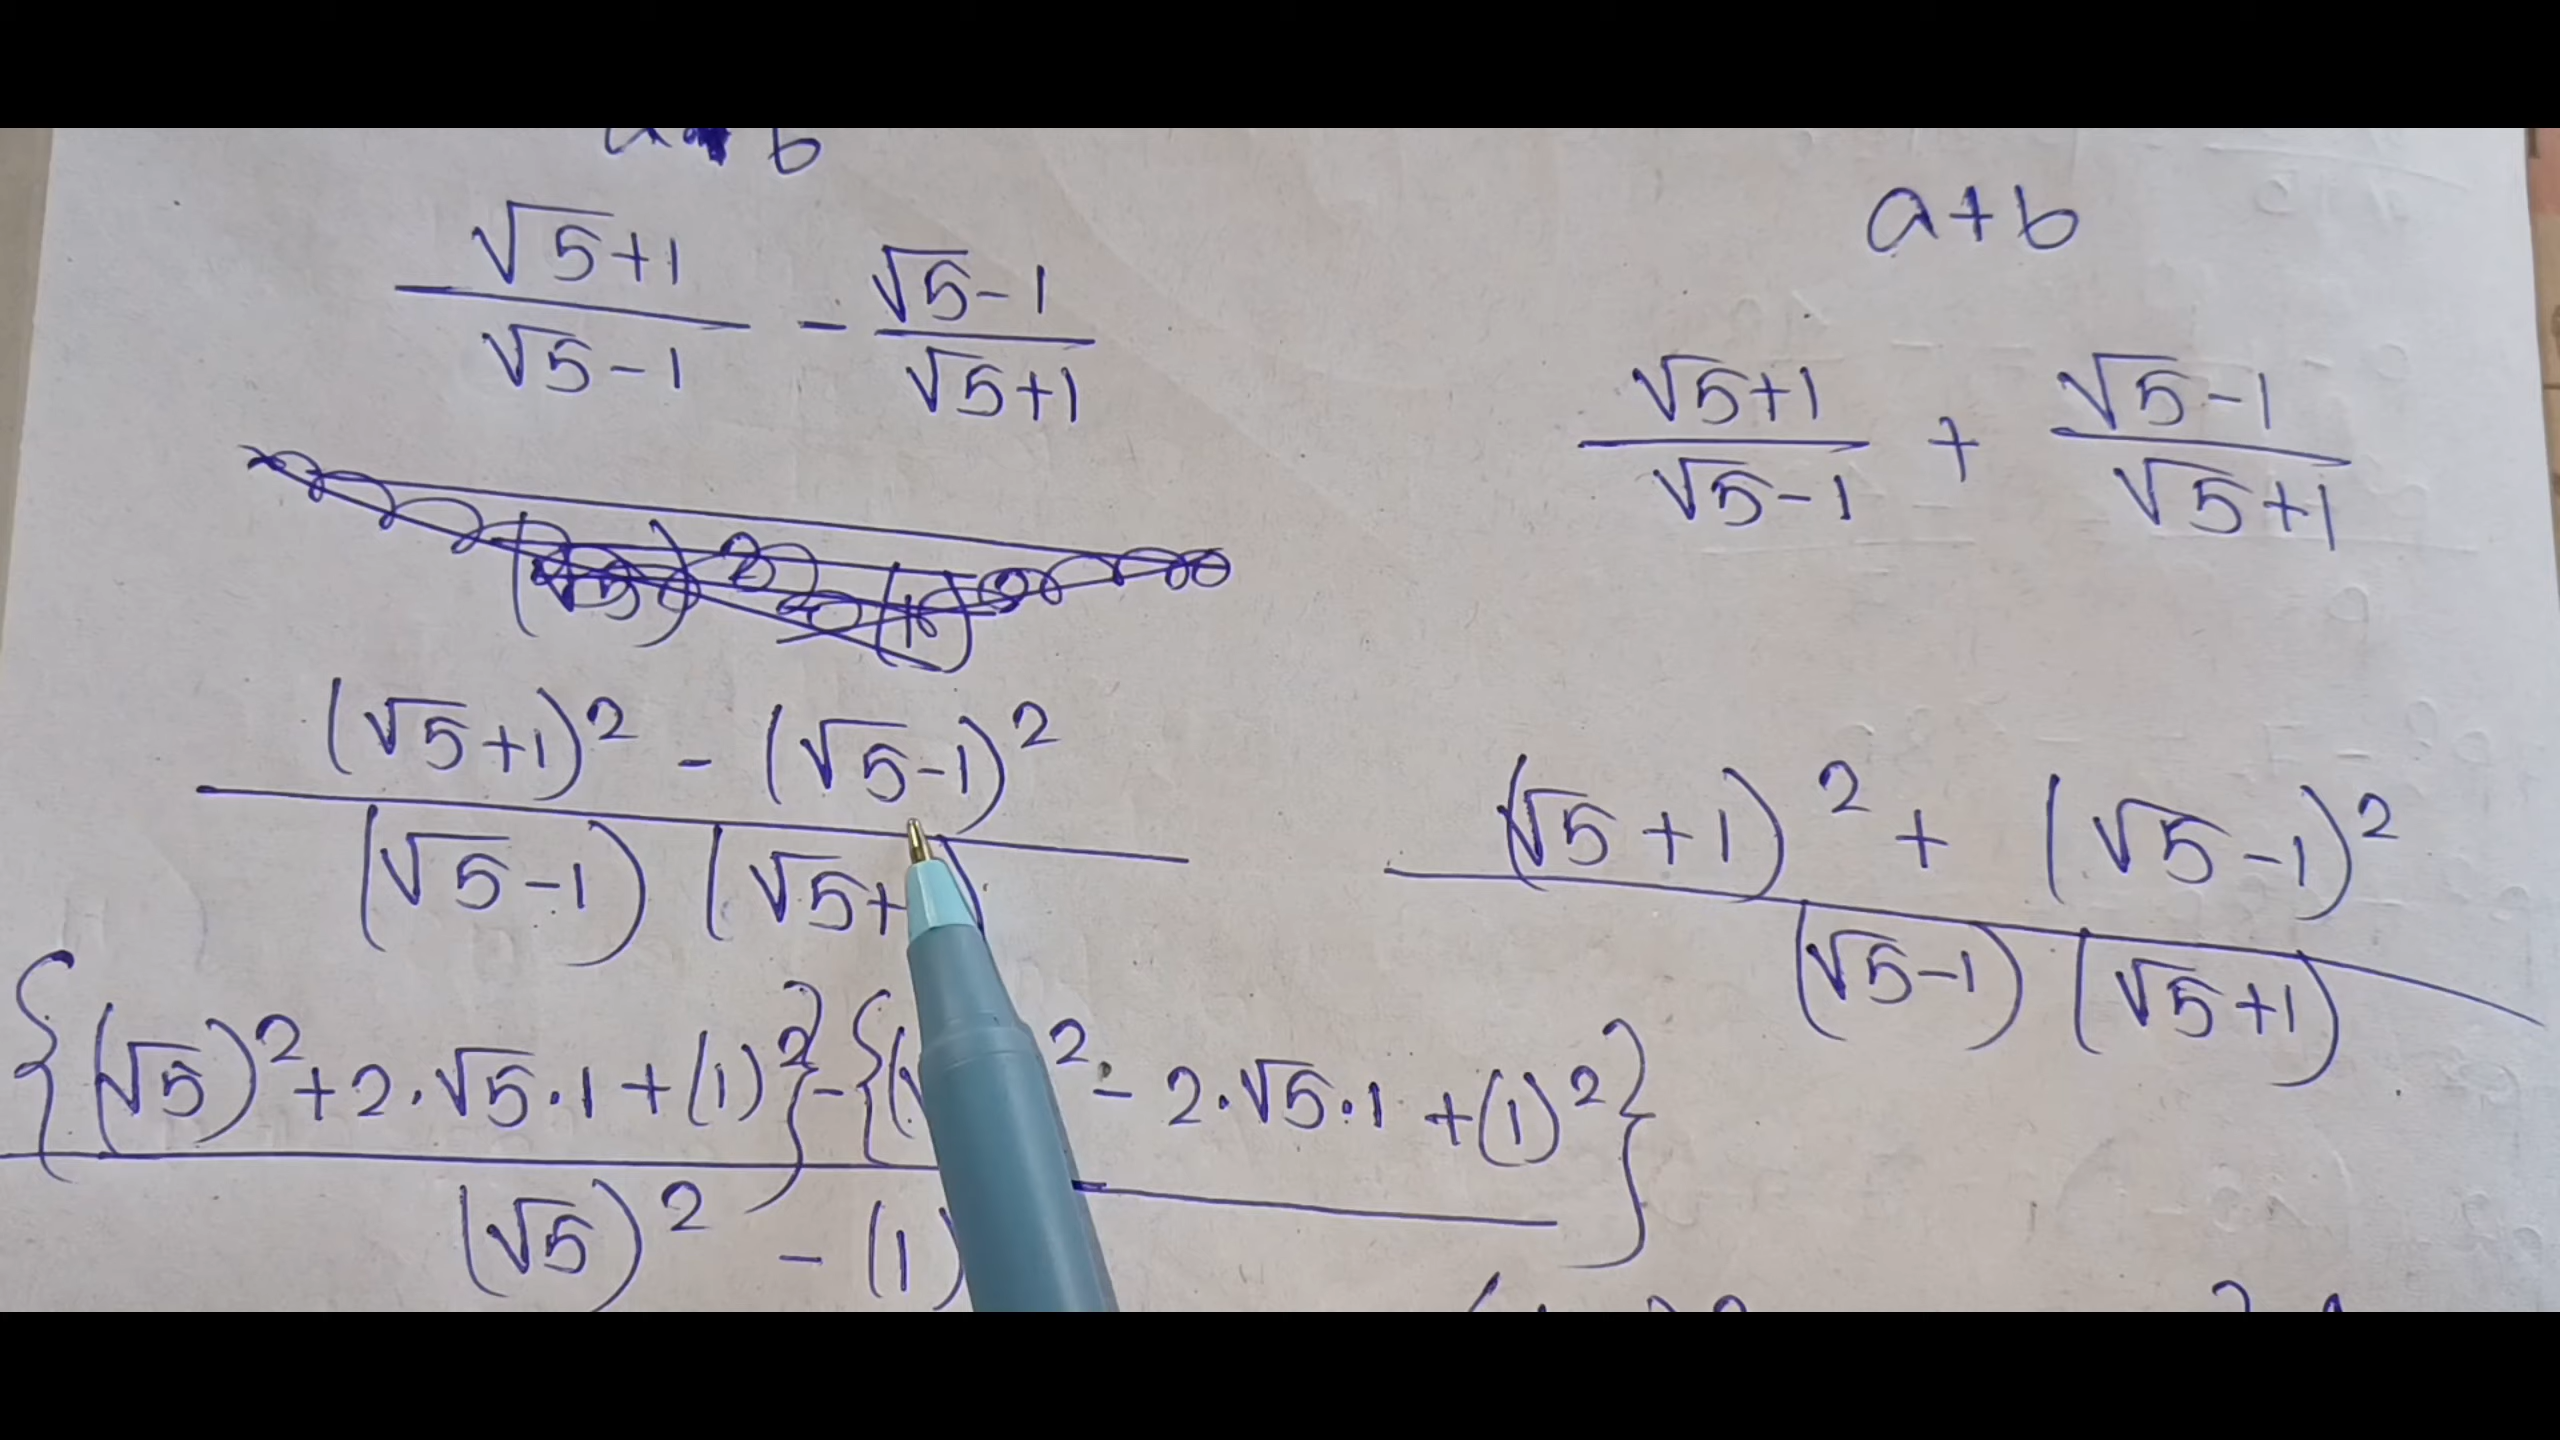 a - b
√5+1 / √5-1 - √5-1 / √5+1
(√5+1)² - (√5-1)²
(√5-1) (√5+
{(√5)²+2·√5·1+(1)²}-{(√ ²- 2·√5·1 +(1)²}
(√5)² - (1)
a+b
√5+1 / √5-1 + √5-1 / √5+1
(√5+1)² + (√5-1)²
(√5-1) (√5+1)